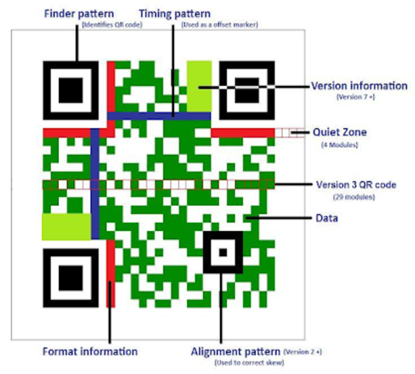 Finder pattern
(Identifies QR code)
Timing pattern
(Used as a offset marker)
Version information
(Version 7 +)
Quiet Zone
(4 Modules)
Version 3 QR code
(29 modules)
Data
Format information
Alignment pattern (Version 2 +)
(Used to correct skew)